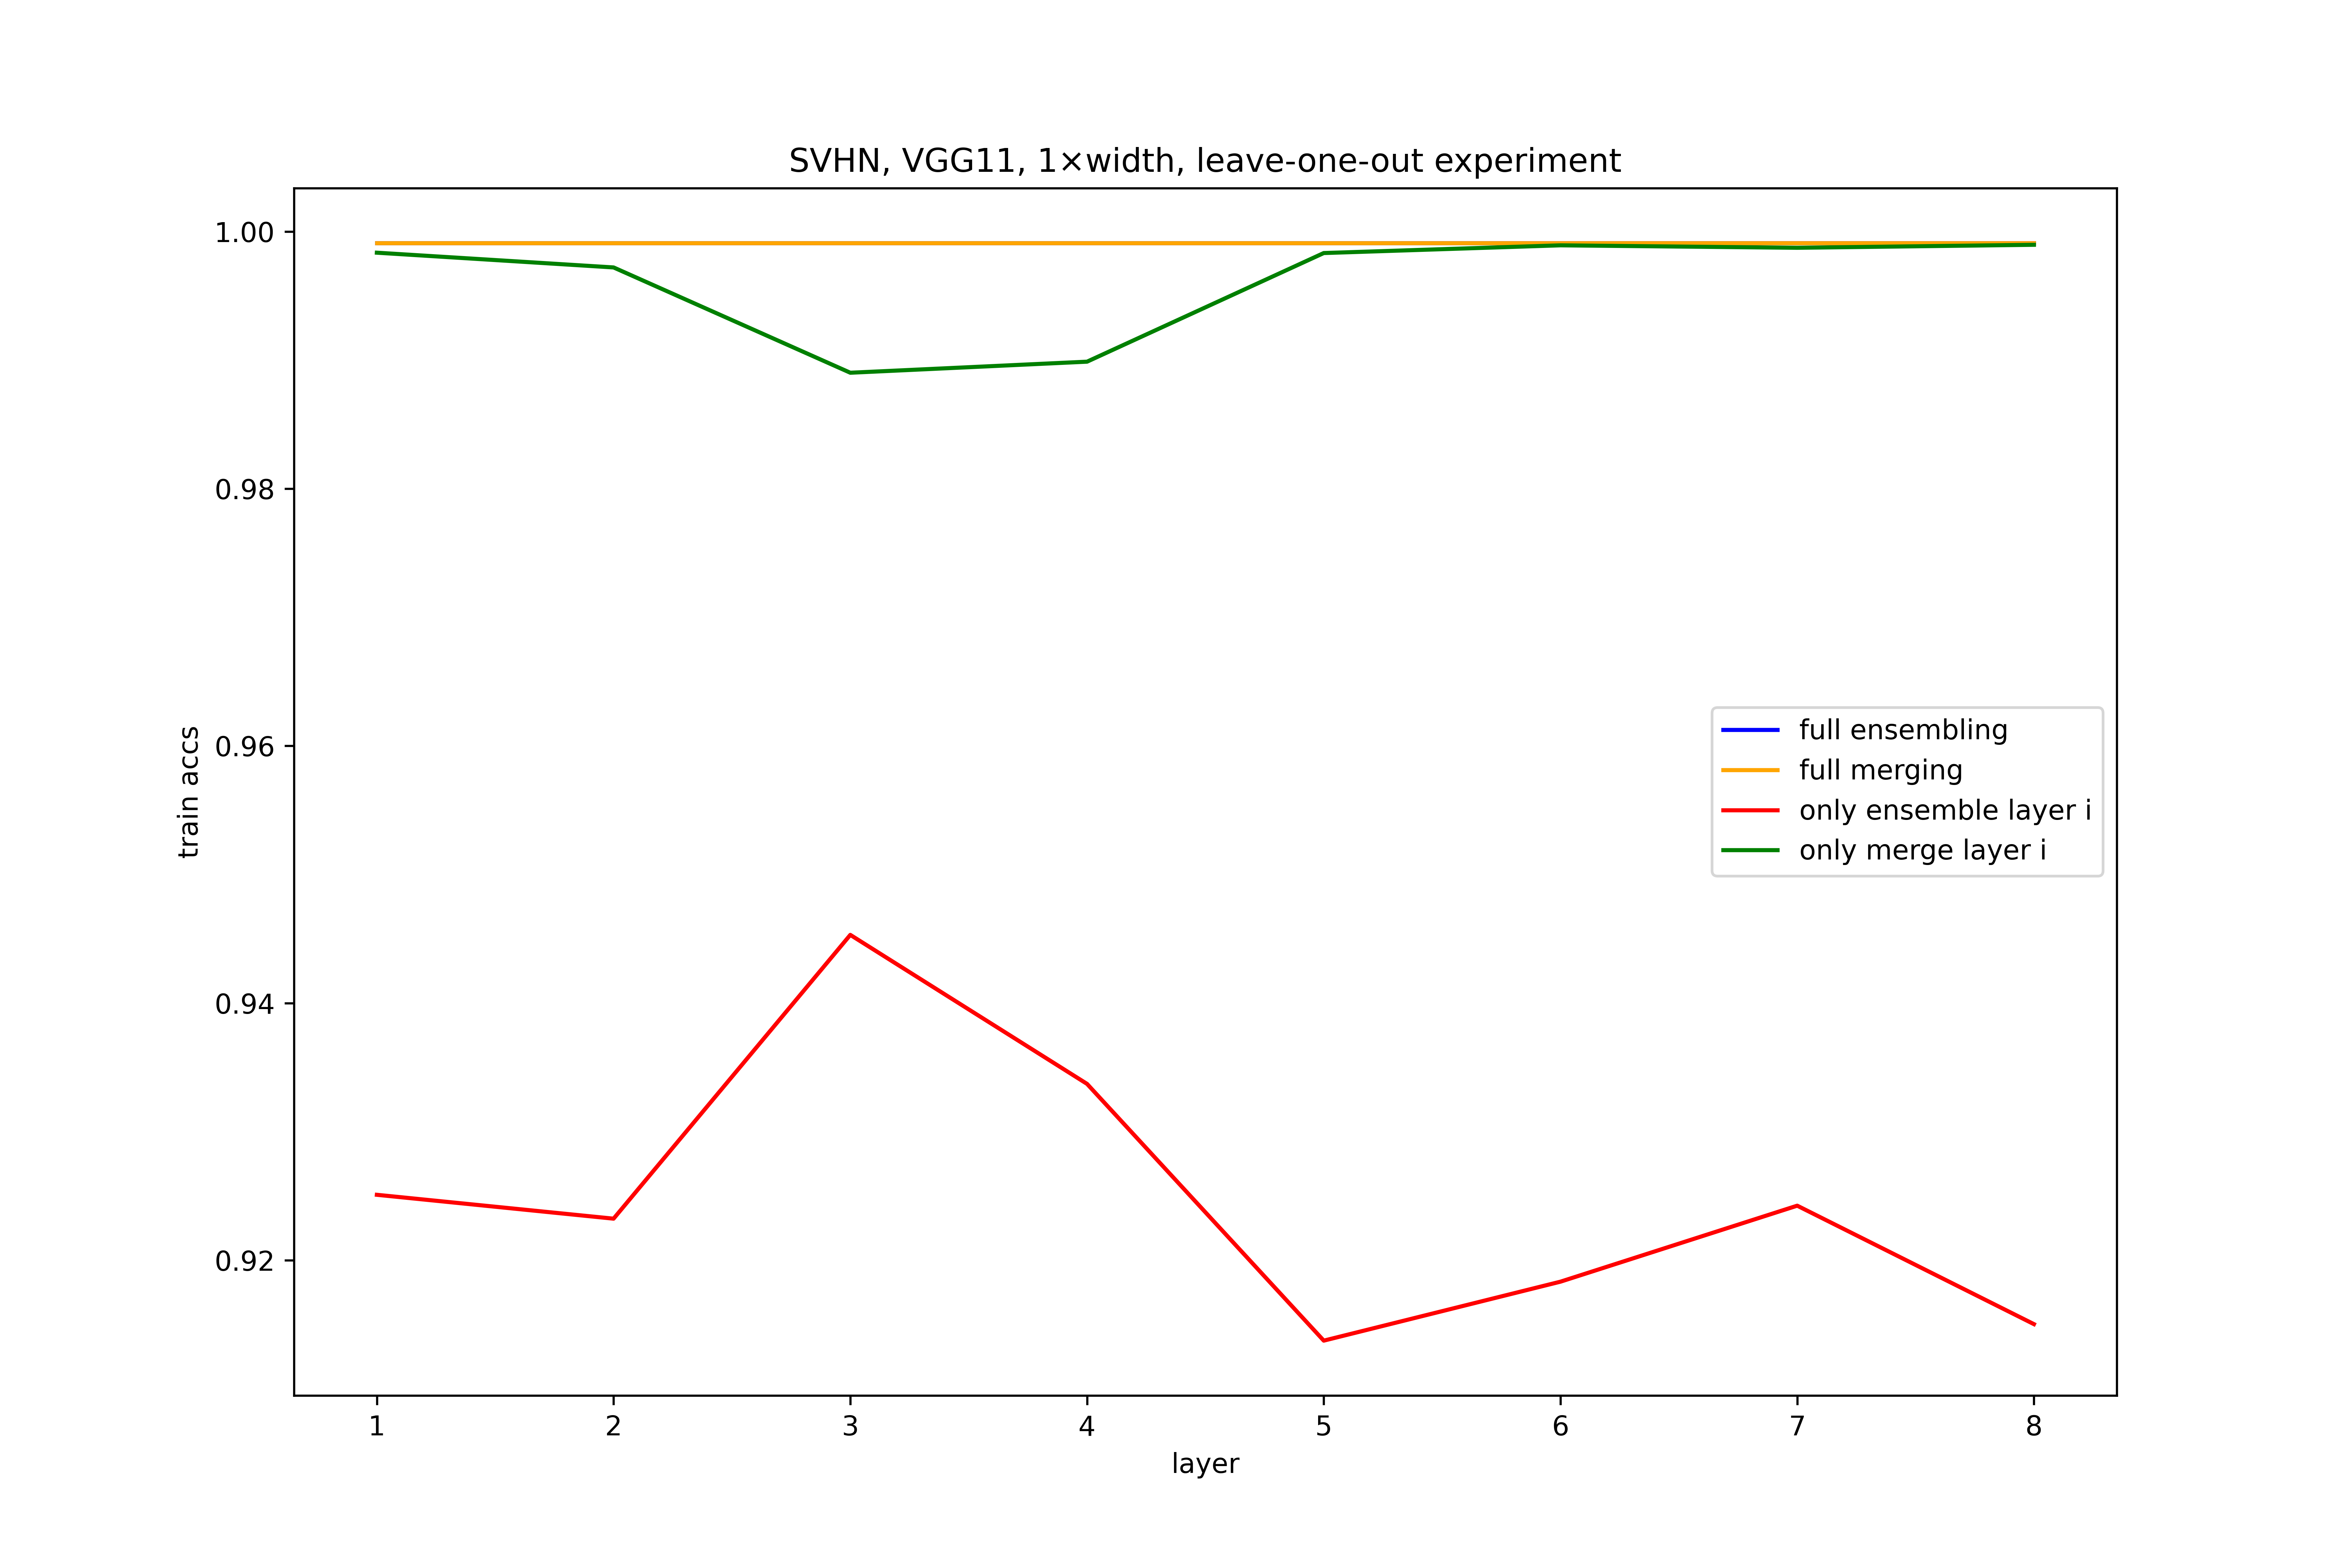 SVHN, VGG11, 1×width, leave-one-out experiment
1.00
0.98
0.96
0.94
0.92
train accs
full ensembling
full merging
only ensemble layer i
only merge layer i
1 2 3 4 5 6 7 8
layer